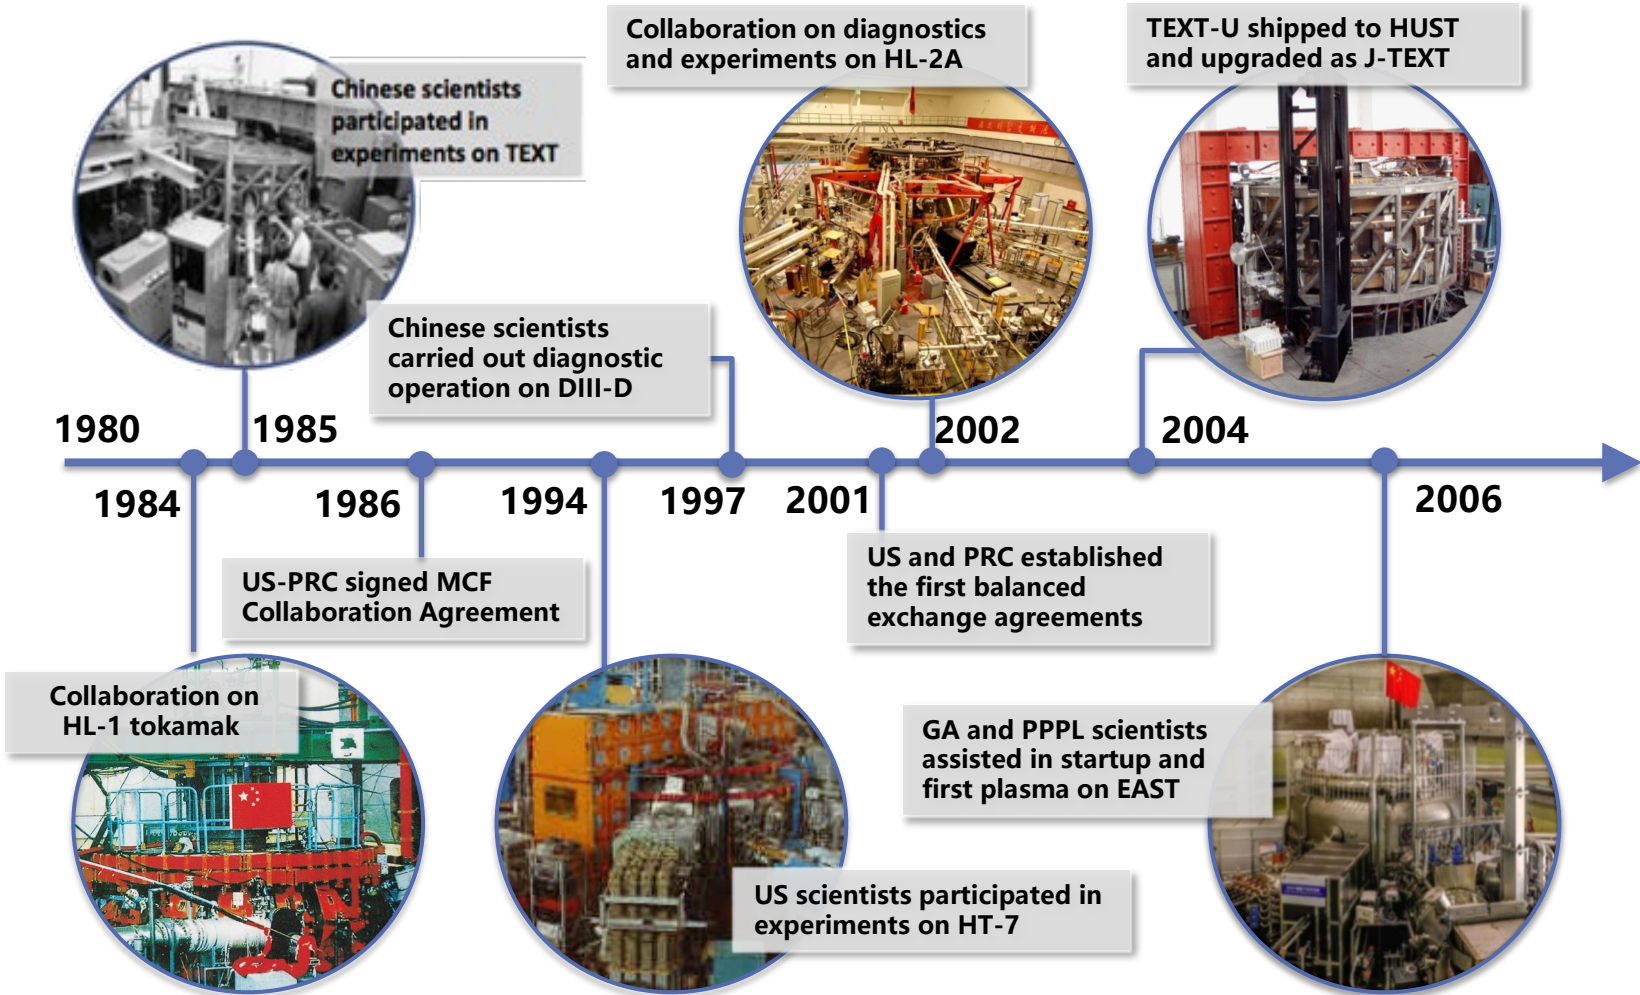 Chinese scientists
participated in
experiments on TEXT
Collaboration on diagnostics
and experiments on HL-2A
TEXT-U shipped to HUST
and upgraded as J-TEXT
Chinese scientists
carried out diagnostic
operation on DIII-D
1980
1985
2002
2004
1984
1986
1994
1997
2001
2006
US-PRC signed MCF
Collaboration Agreement
US and PRC established
the first balanced
exchange agreements
Collaboration on
HL-1 tokamak
GA and PPPL scientists
assisted in startup and
first plasma on EAST
US scientists participated in
experiments on HT-7